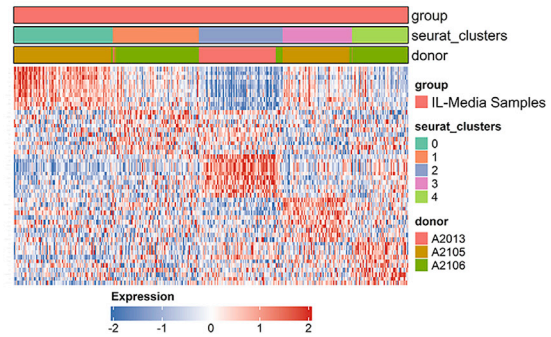 group
seurat_clusters
donor
group
IL-Media Samples
seurat_clusters
0
1
2
3
4
donor
A2013
A2105
A2106
Expression
-2 -1 0 1 2